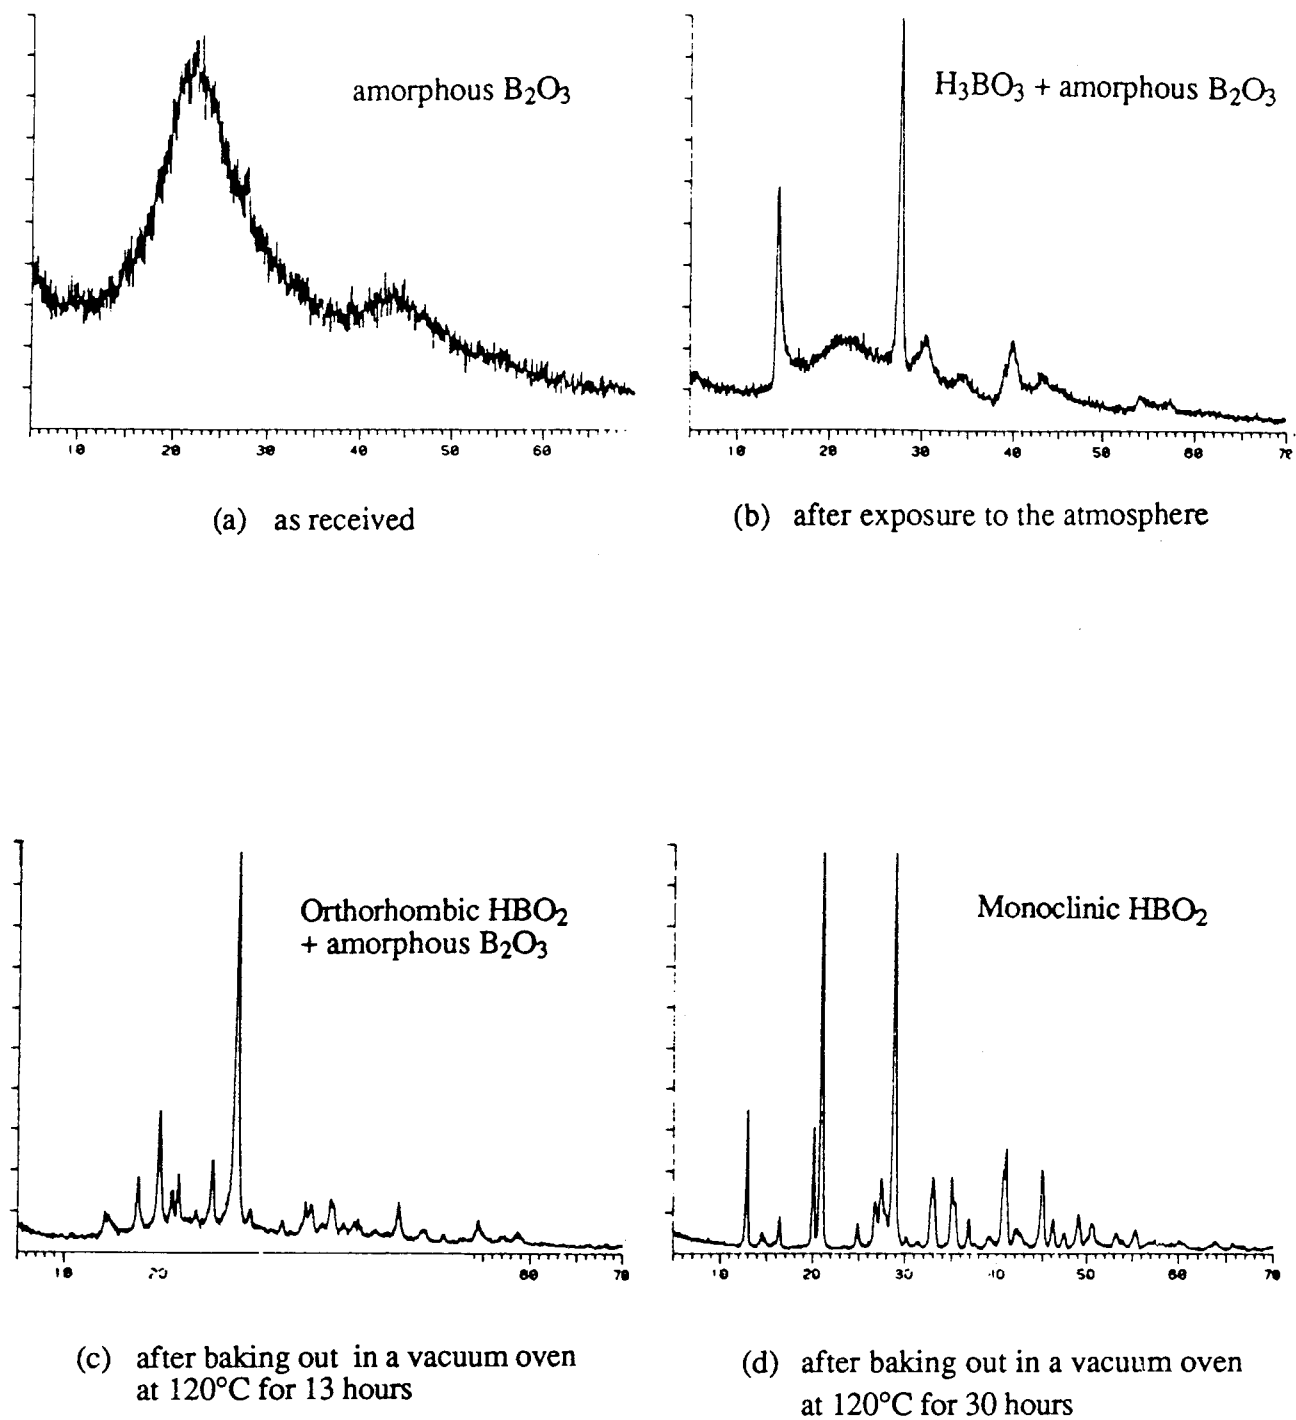 amorphous B₂O₃
10 20 30 40 50 60
(a) as received
H₃BO₃ + amorphous B₂O₃
10 20 30 40 50 60 70
(b) after exposure to the atmosphere
Orthorhombic HBO₂
+ amorphous B₂O₃
10 20 60 70
(c) after baking out in a vacuum oven
at 120°C for 13 hours
Monoclinic HBO₂
10 20 30 40 50 60 70
(d) after baking out in a vacuum oven
at 120°C for 30 hours